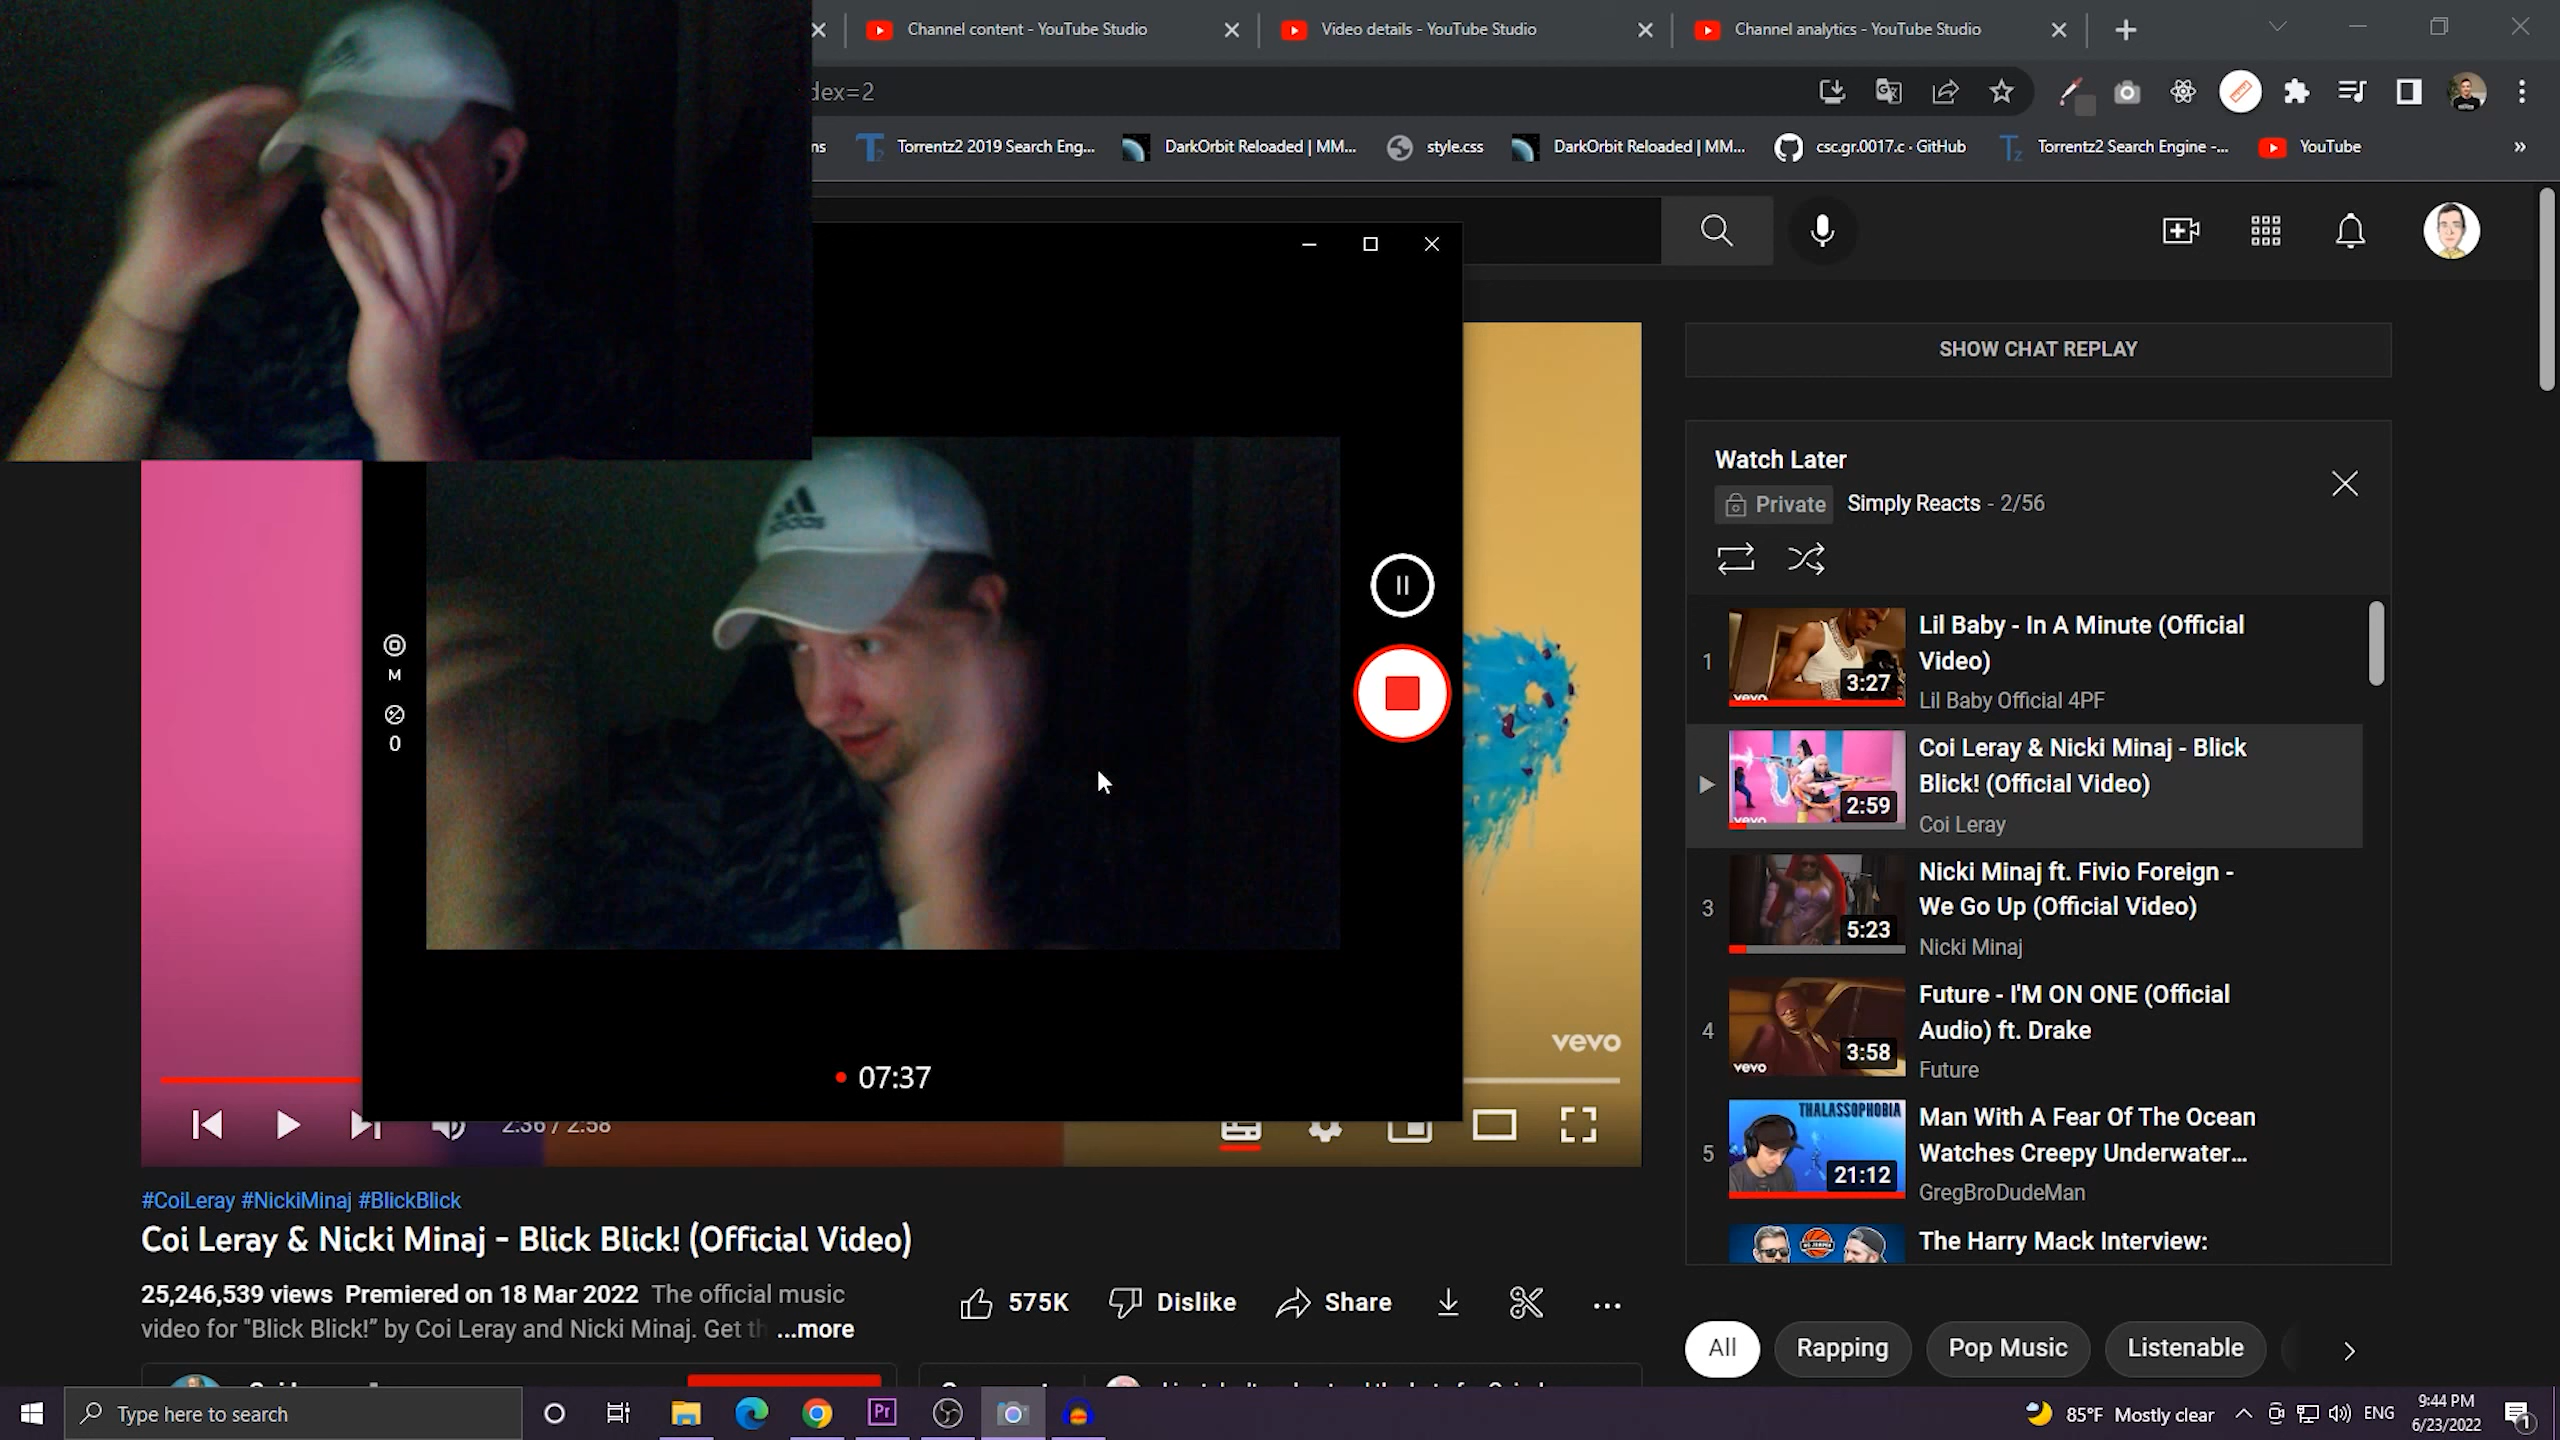 Channel content - YouTube Studio
Video details - YouTube Studio
Channel analytics - YouTube Studio
dex=2
ns
Torrentz2 2019 Search Eng...
DarkOrbit Reloaded | MM...
style.css
DarkOrbit Reloaded | MM...
csc.gr.0017.c · GitHub
Torrentz2 Search Engine -...
YouTube
SHOW CHAT REPLAY
Watch Later
Private
Simply Reacts - 2/56
1
3:27
vevo
Lil Baby - In A Minute (Official
Video)
Lil Baby Official 4PF
2:59
vevo
Coi Leray & Nicki Minaj - Blick
Blick! (Official Video)
Coi Leray
3
5:23
Nicki Minaj ft. Fivio Foreign -
We Go Up (Official Video)
Nicki Minaj
4
3:58
vevo
Future - I'M ON ONE (Official
Audio) ft. Drake
Future
5
THALASSOPHOBIA
21:12
Man With A Fear Of The Ocean
Watches Creepy Underwater...
GregBroDudeMan
The Harry Mack Interview:
adidas
M
0
07:37
vevo
2:36 / 2:58
#CoiLeray #NickiMinaj #BlickBlick
Coi Leray & Nicki Minaj - Blick Blick! (Official Video)
25,246,539 views Premiered on 18 Mar 2022 The official music
video for "Blick Blick!” by Coi Leray and Nicki Minaj. Get th ...more
575K
Dislike
Share
All
Rapping
Pop Music
Listenable
Type here to search
Pr
85°F Mostly clear
ENG
9:44 PM
6/23/2022
1